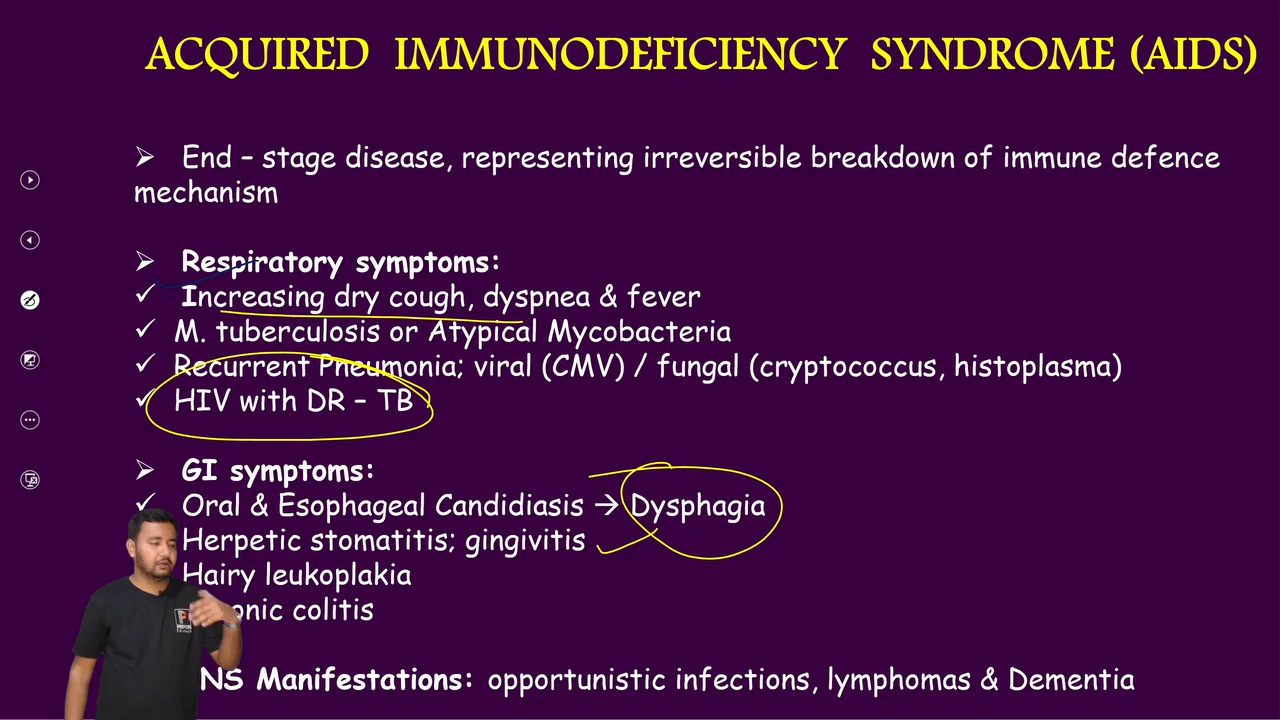 ACQUIRED IMMUNODEFICIENCY SYNDROME (AIDS)
➢ End – stage disease, representing irreversible breakdown of immune defence
mechanism
➢ Respiratory symptoms:
✓ Increasing dry cough, dyspnea & fever
✓ M. tuberculosis or Atypical Mycobacteria
✓ Recurrent Pneumonia; viral (CMV) / fungal (cryptococcus, histoplasma)
✓ HIV with DR – TB
➢ GI symptoms:
✓ Oral & Esophageal Candidiasis → Dysphagia
Herpetic stomatitis; gingivitis
Hairy leukoplakia
onic colitis
NS Manifestations: opportunistic infections, lymphomas & Dementia